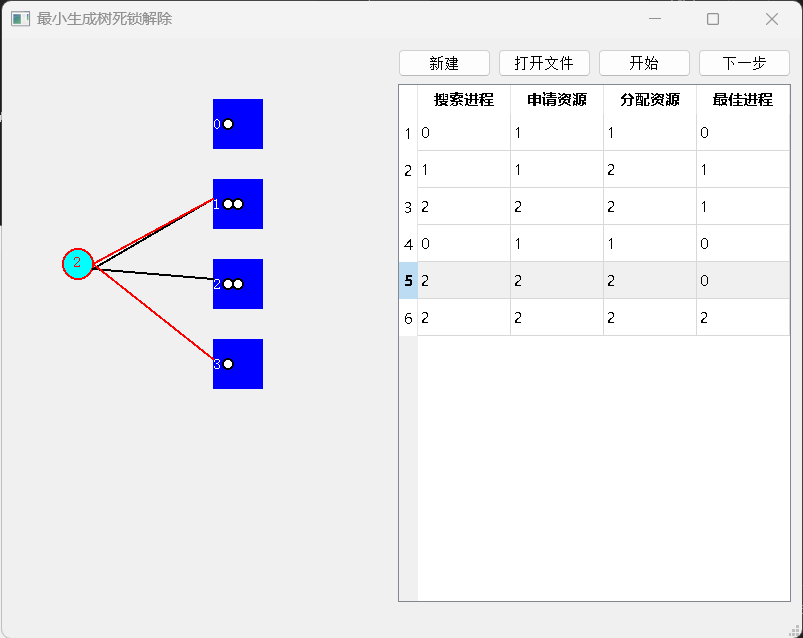 最小生成树死锁解除
新建 打开文件 开始 下一步
搜索进程 申请资源 分配资源 最佳进程
1 0 1 1 0
2 1 1 2 1
3 2 2 2 1
4 0 1 1 0
5 2 2 2 0
6 2 2 2 2
0
1
2
2
3